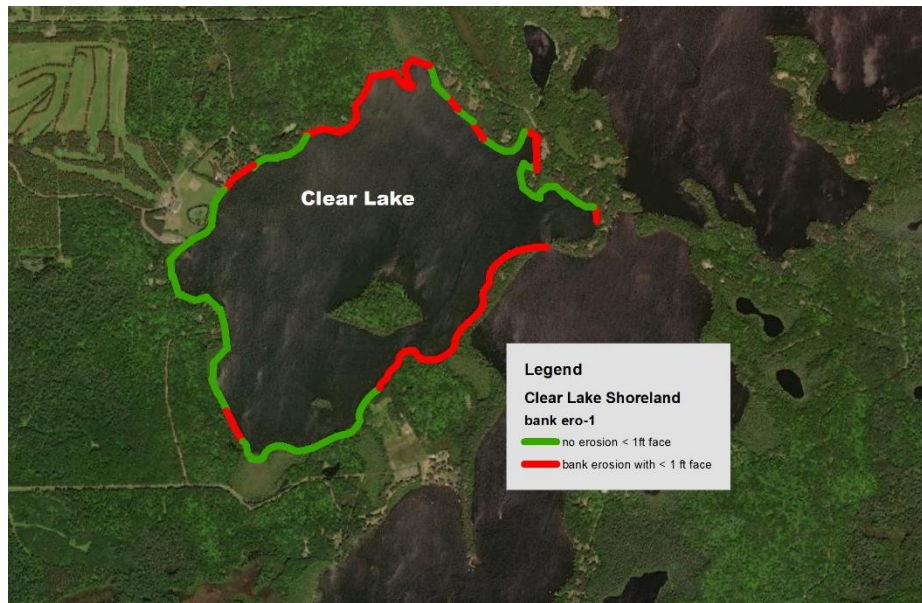 Clear Lake
Legend
Clear Lake Shoreland
bank ero-1
no erosion < 1ft face
bank erosion with < 1 ft face